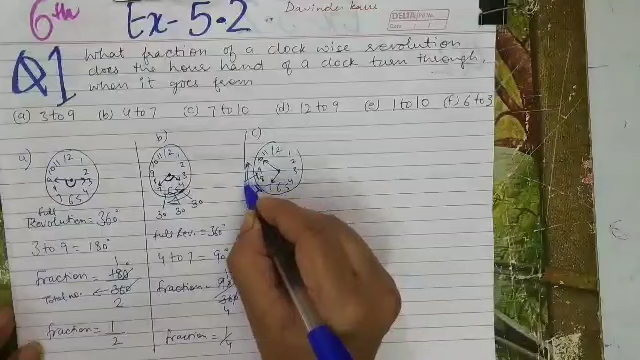 6th Ex-5.2. Davinder Kaur
DELTA
Date
Q1 What fraction of a clock wise revolution
does the hour hand of a clock turn through,
when it goes from
(a) 3 to 9 (b) 4 to 7 (c) 7 to 10 (d) 12 to 9 (e) 1 to 10 (f) 6 to 3
a) b) c)
30 30 30
full
Revolution = 360° full Rev. = 360°
3 to 9 = 180° 4 to 7 = 90°
fraction = 180 fraction =
Total no. 360 360
2 4
fraction = 1/2 fraction = 1/4